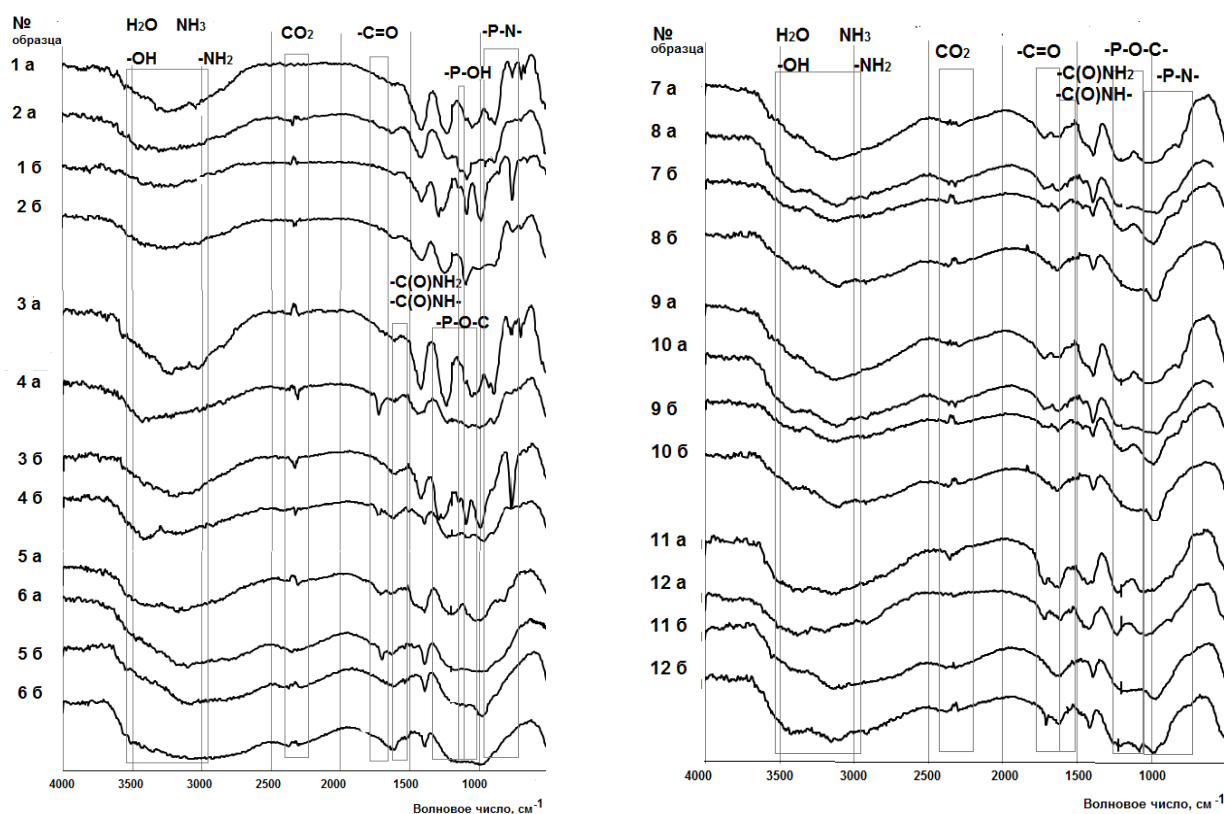 №
образца
H2O NH3
-OH -NH2
CO2
-C=O
-P-N-
-P-OH
1 а
2 а
1 б
2 б
-C(O)NH2
-C(O)NH-
-P-O-C
3 а
4 а
3 б
4 б
5 а
6 а
5 б
6 б
4000 3500 3000 2500 2000 1500 1000
Волновое число, см-1
№
образца
H2O NH3
-OH -NH2
CO2
-C=O
-P-O-C-
-C(O)NH2
-C(O)NH-
-P-N-
7 а
8 а
7 б
8 б
9 а
10 а
9 б
10 б
11 а
12 а
11 б
12 б
4000 3500 3000 2500 2000 1500 1000
Волновое число, см-1